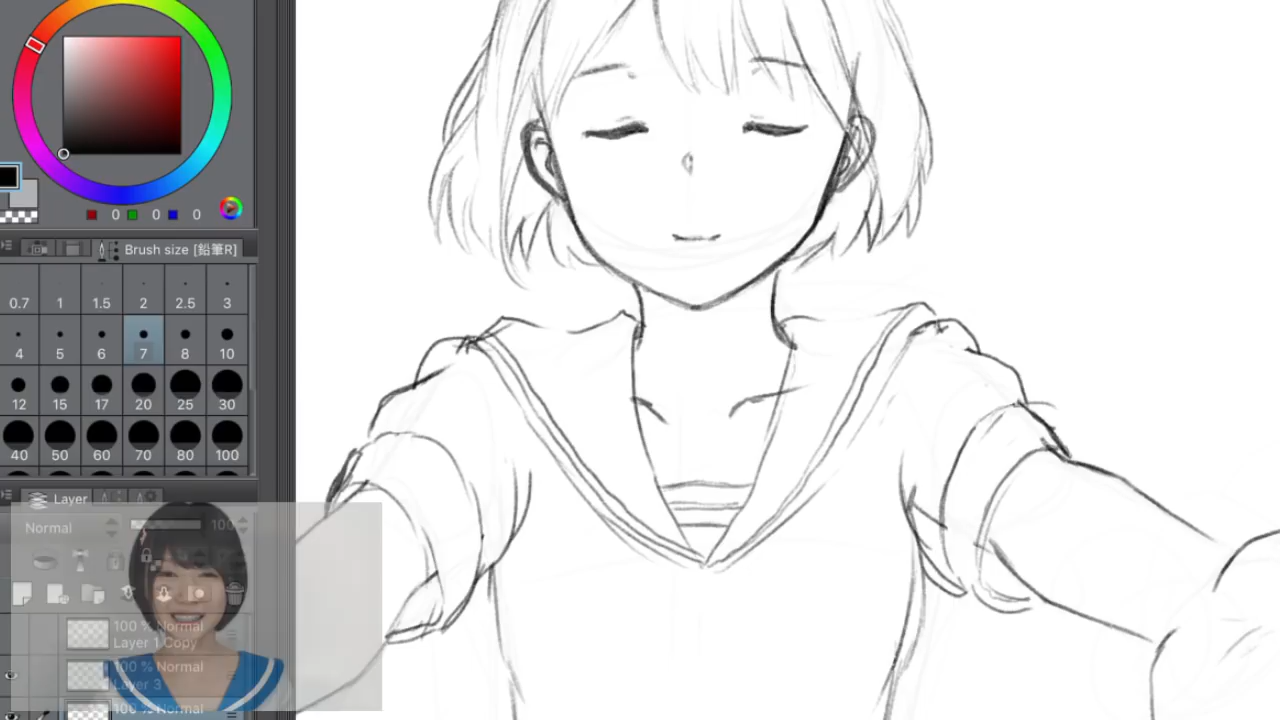 0 0 0
Brush size [鉛筆R]
0.7 1 1.5 2 2.5 3
4 5 6 7 8 10
12 15 17 20 25 30
40 50 60 70 80 100
Layer
Normal 100
100 % Normal
Layer 1 Copy
100 % Normal
Layer 3
100 % Normal